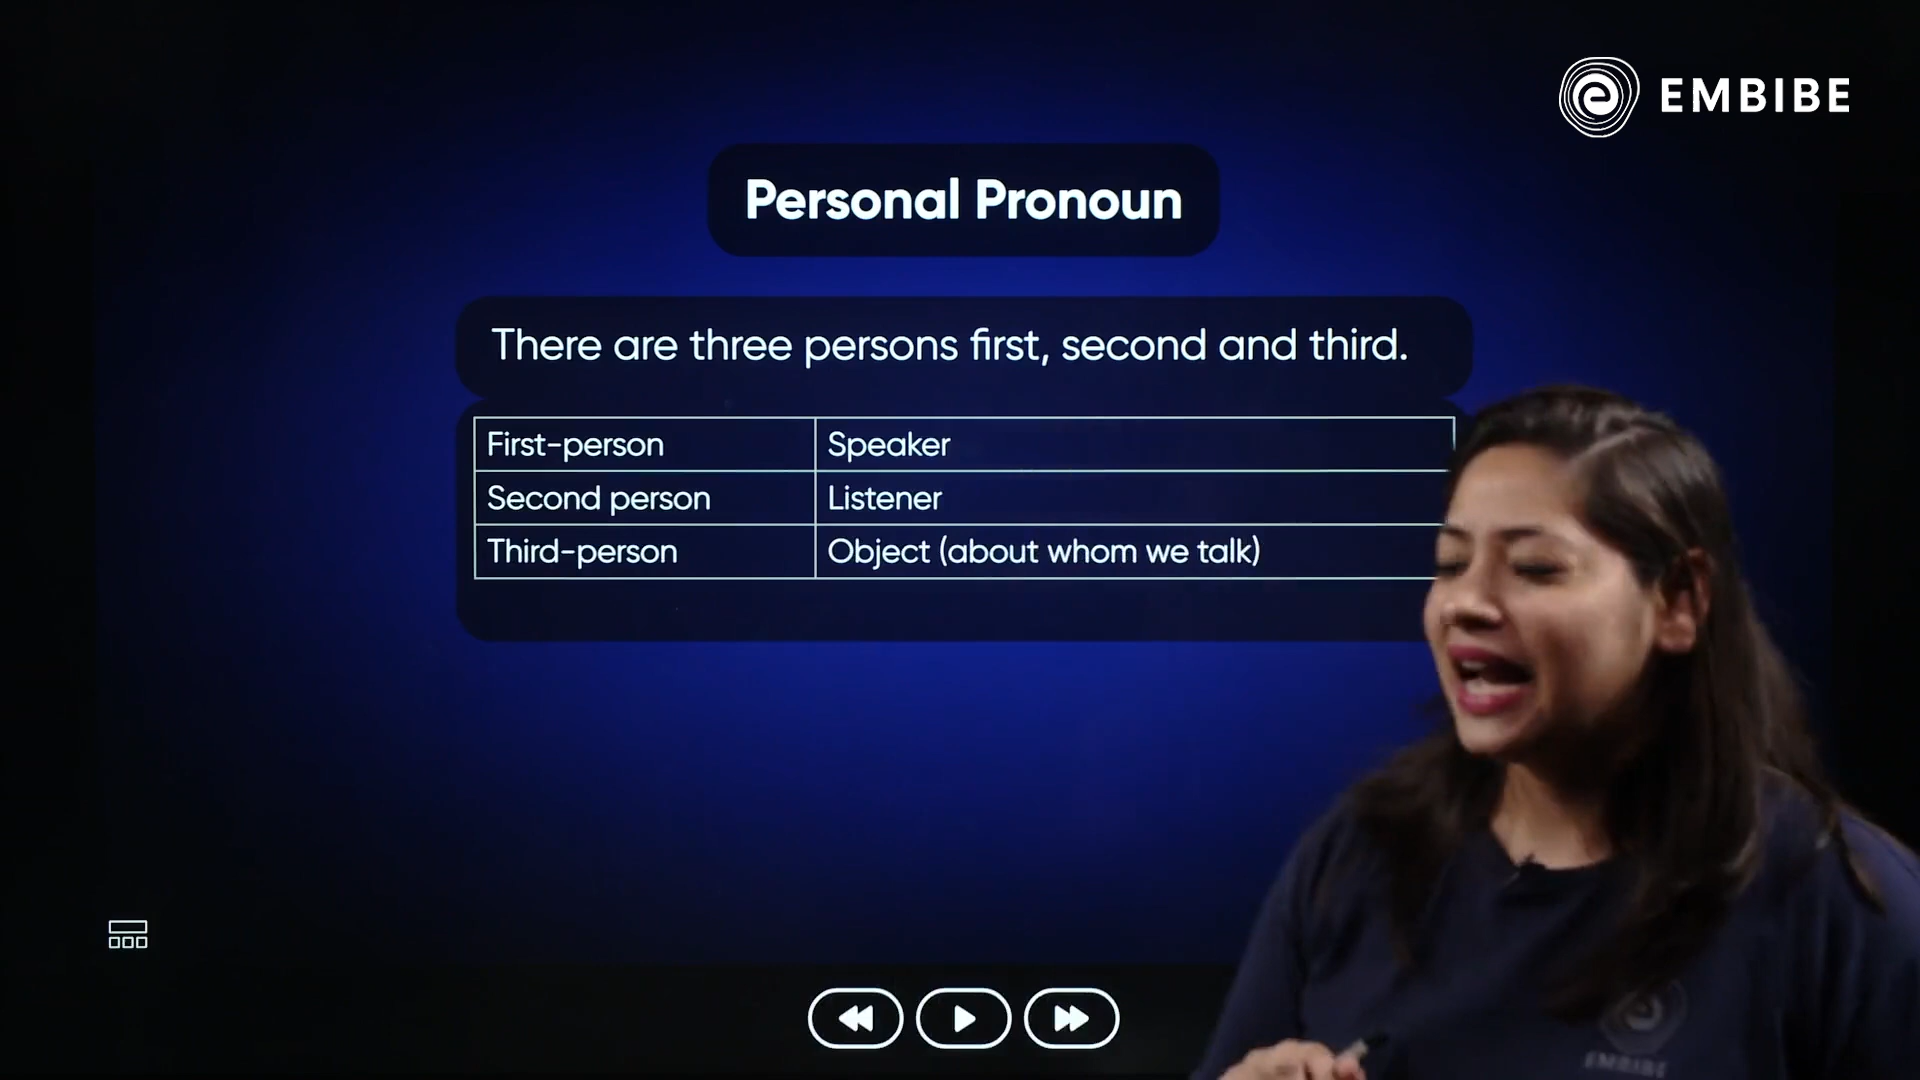 EMBIBE
Personal Pronoun
There are three persons first, second and third.
First-person Speaker
Second person Listener
Third-person Object (about whom we talk)
EMBIBE